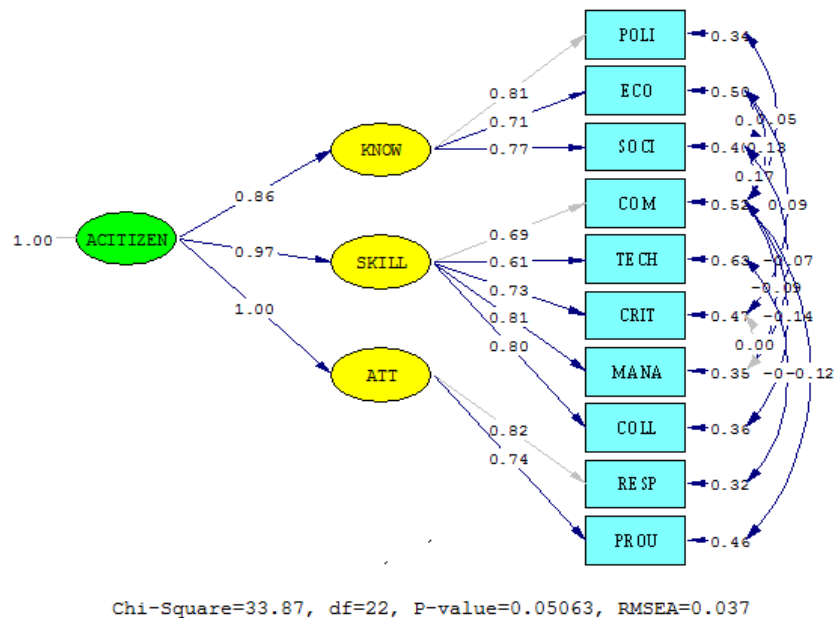 POLI
0.34
0.81
ECO
0.50
0.71
0.05
KNOW
SOCI
0.13
0.77
0.17
0.86
COM
0.52
0.09
1.00
ACITIZEN
0.69
0.97
SKILL
0.61
TECH
0.63
-0.07
0.73
-0.09
1.00
CRIT
0.47
-0.14
0.81
0.00
0.80
ATT
MANA
0.35
-0.12
0.82
COLL
0.36
0.74
RESP
0.32
PROU
0.46
Chi-Square=33.87, df=22, P-value=0.05063, RMSEA=0.037